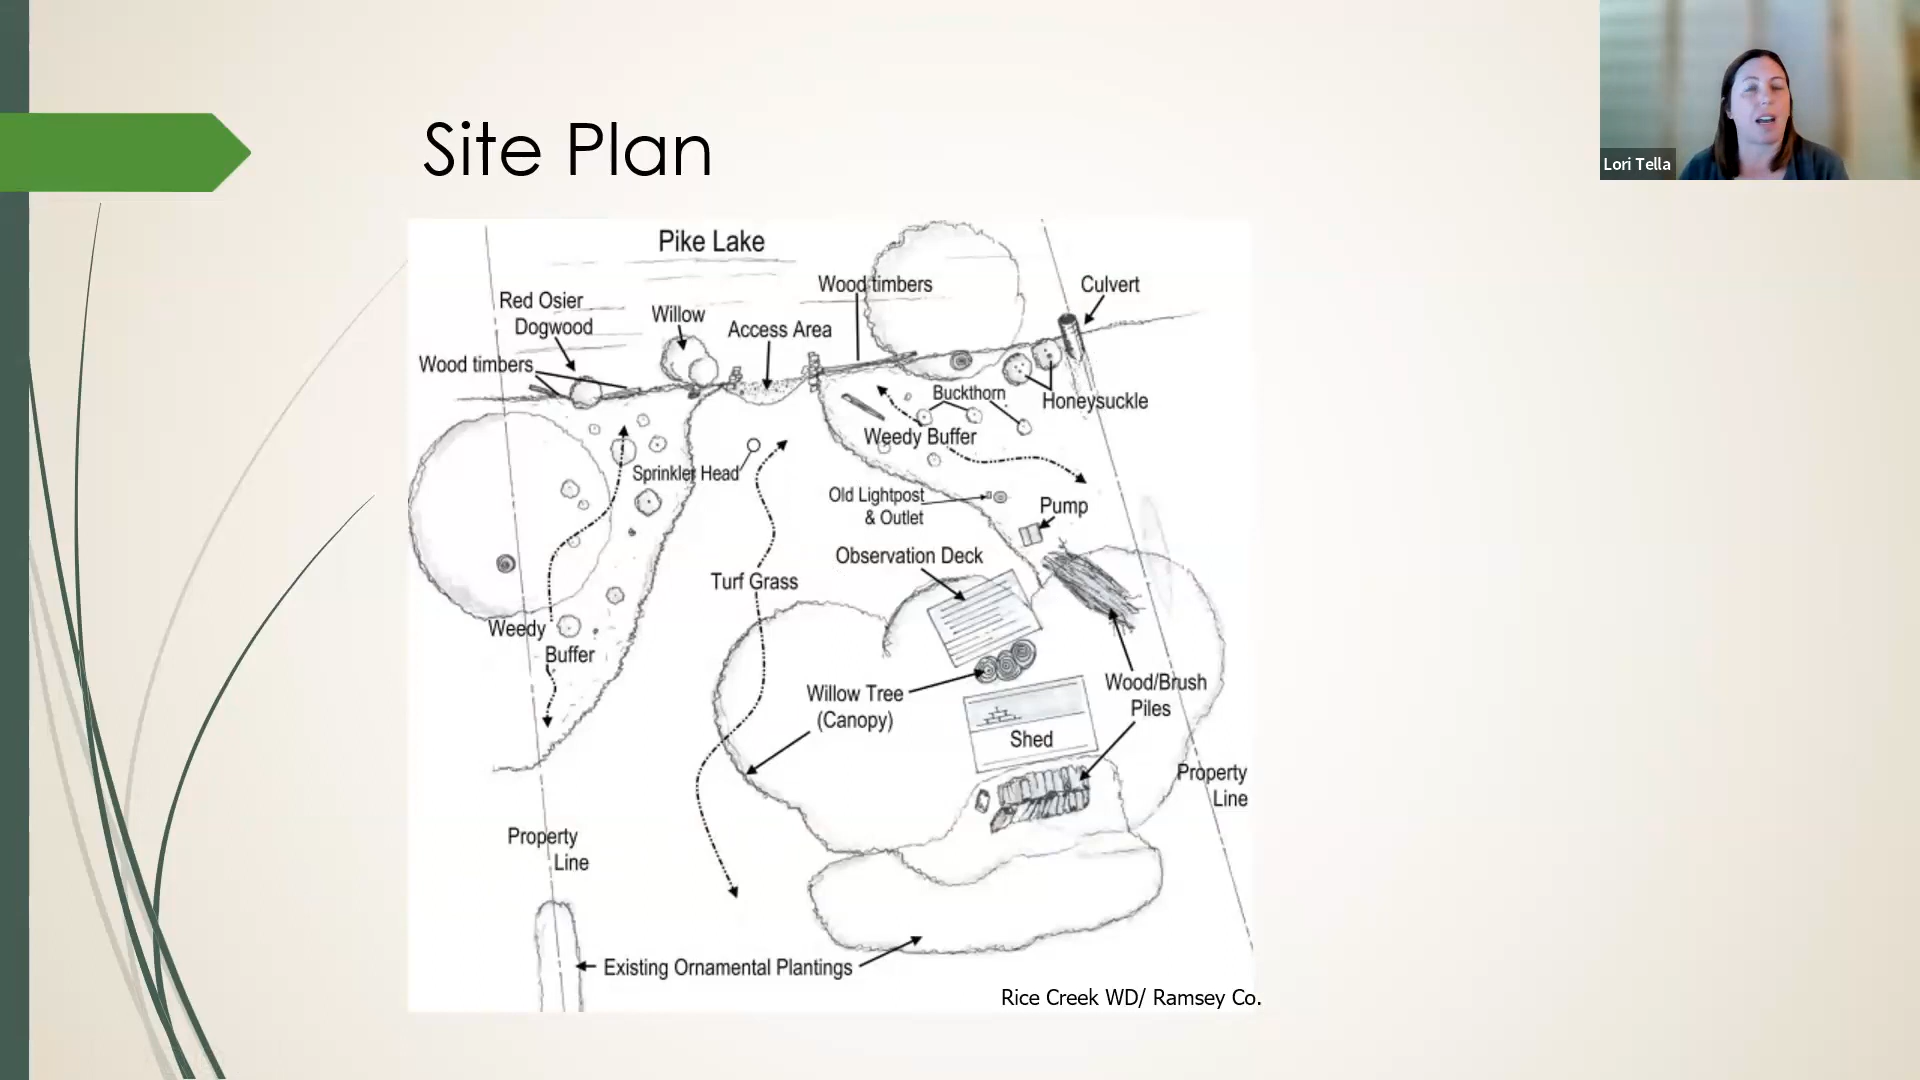 Lori Tella
Site Plan
Pike Lake
Wood timbers
Culvert
Red Osier
Dogwood
Willow
Access Area
Wood timbers
Buckthorn
Honeysuckle
Weedy Buffer
Sprinkler Head
Old Lightpost
& Outlet
Pump
Observation Deck
Turf Grass
Weedy
Buffer
Willow Tree
(Canopy)
Wood/Brush
Piles
Shed
Property
Line
Property
Line
Existing Ornamental Plantings
Rice Creek WD/ Ramsey Co.